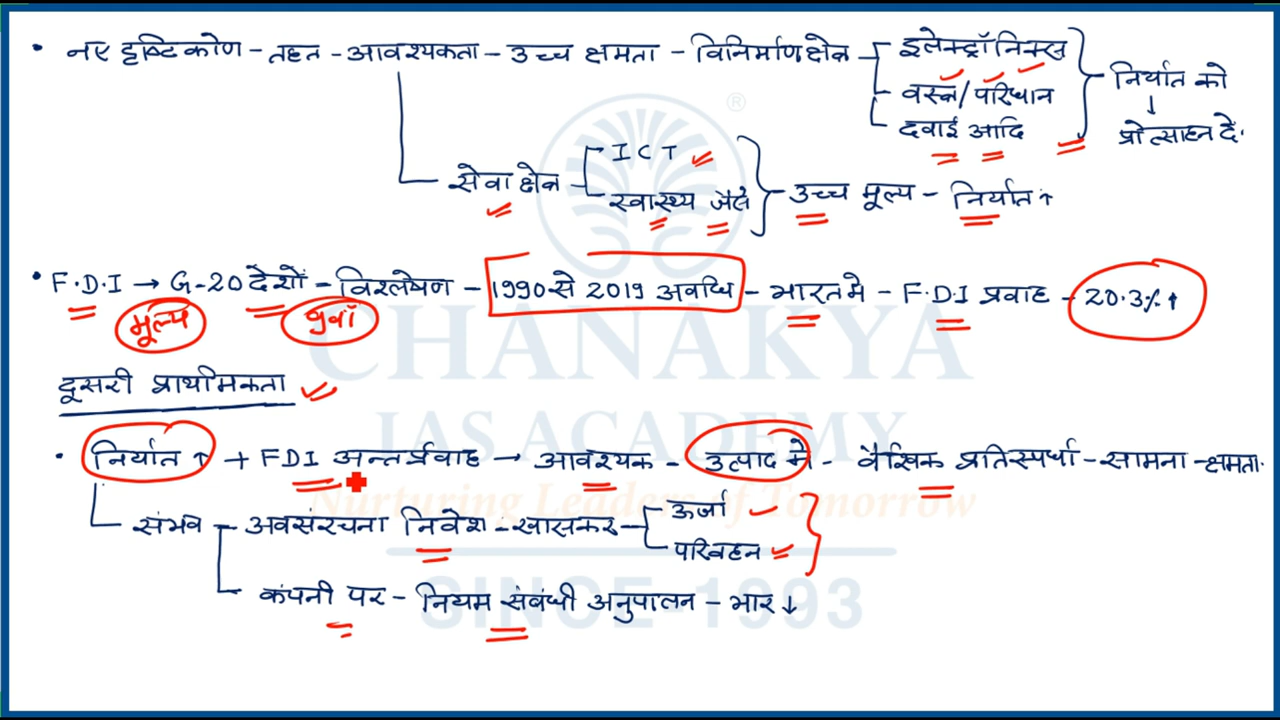 • नए दृष्टिकोण - तहत - आवश्यकता - उच्च क्षमता - विनिर्माण क्षेत्र - इलेक्ट्रॉनिक्स
वस्त्र / परिधान
दवाई आदि
निर्यात को
↓
प्रोत्साहन दे.
सेवा क्षेत्र - ICT
स्वास्थ्य जैसे
उच्च मूल्य - निर्यात ↑
• F.D.I → G-20 देशों - विश्लेषण - 1990 से 2019 अवधि - भारत मे - F.D.I प्रवाह - 20.3% ↑
मूल्य युवाँ
दूसरी प्राथमिकता
• निर्यात ↑ + FDI अन्तर्प्रवाह → आवश्यक - उत्पाद मे - वैश्विक प्रतिस्पर्धा - सामना - क्षमता.
संभव - अवसंरचना निवेश - खासकर - ऊर्जा
परिवहन
कंपनी पर - नियम संबंधी अनुपालन - भार ↓
CHANAKYA
IAS ACADEMY
Nurturing Leaders of Tomorrow
SINCE-1993
®